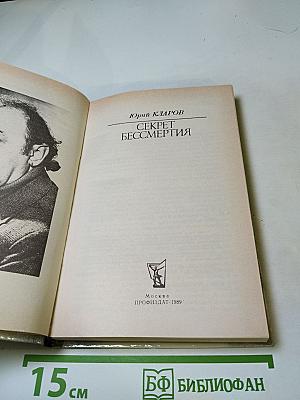 Юрий КЛАРОВ
СЕКРЕТ
БЕССМЕРТИЯ
Москва
ПРОФИЗДАТ · 1989
15 см
БФ БИБЛИОФАН